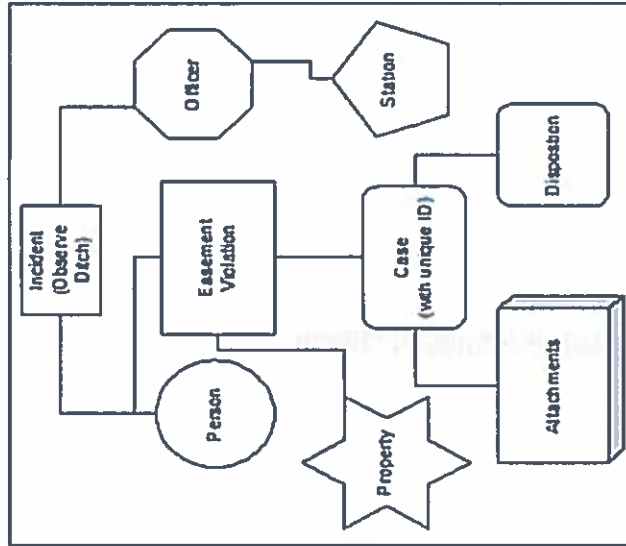 Incident
(Observe
Ditch)
Officer
Person
Easement
Violation
Station
Property
Case
(with unique ID)
Attachments
Disposition